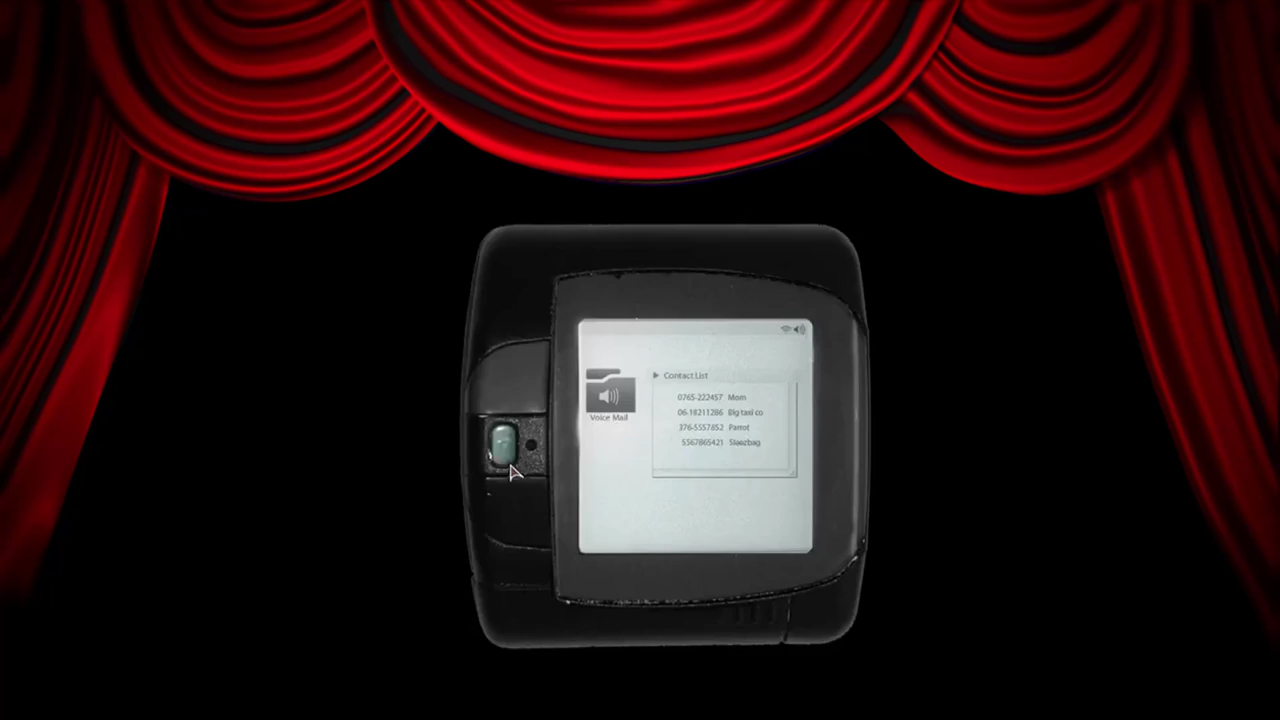 Contact List
0765-222457 Mom
06-18211286 Big taxi co
376-5557852 Parrot
5567865421 Sleezbag
Voice Mail